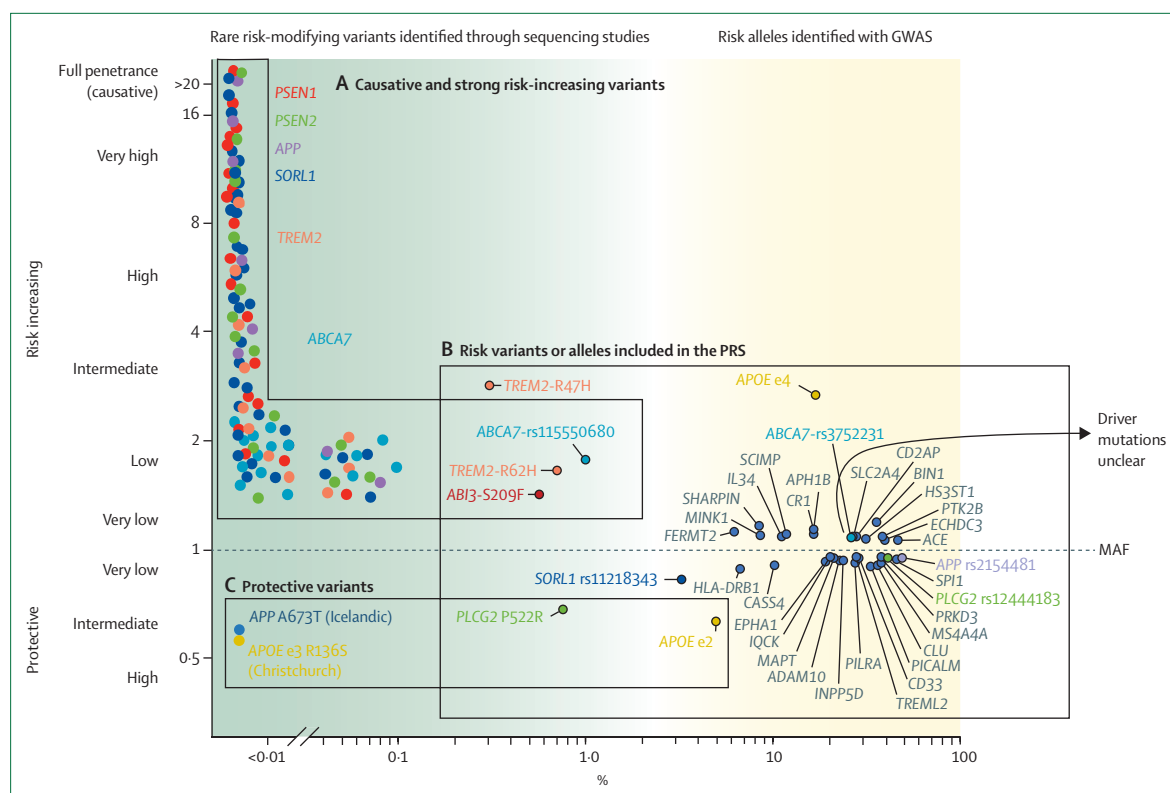 Rare risk-modifying variants identified through sequencing studies
Risk alleles identified with GWAS
Risk increasing
Protective
Full penetrance
(causative)
Very high
High
Intermediate
Low
Very low
Very low
Intermediate
High
>20
16
8
4
2
1
0·5
A Causative and strong risk-increasing variants
PSEN1
PSEN2
APP
SORL1
TREM2
ABCA7
B Risk variants or alleles included in the PRS
TREM2-R47H
APOE e4
ABCA7-rs115550680
ABCA7-rs3752231
TREM2-R62H
ABI3-S209F
Driver
mutations
unclear
CD2AP
SCIMP
SLC2A4
BIN1
IL34
APH1B
HS3ST1
SHARPIN
CR1
PTK2B
MINK1
ECHDC3
FERMT2
ACE
MAF
SORL1 rs11218343
HLA-DRB1
CASS4
APP rs2154481
SPI1
PLCG2 rs12444183
PRKD3
MS4A4A
CLU
PICALM
CD33
TREML2
EPHA1
IQCK
MAPT
ADAM10
INPP5D
PILRA
C Protective variants
APP A673T (Icelandic)
APOE e3 R136S
(Christchurch)
PLCG2 P522R
APOE e2
<0·01
0·1
1·0
10
100
%